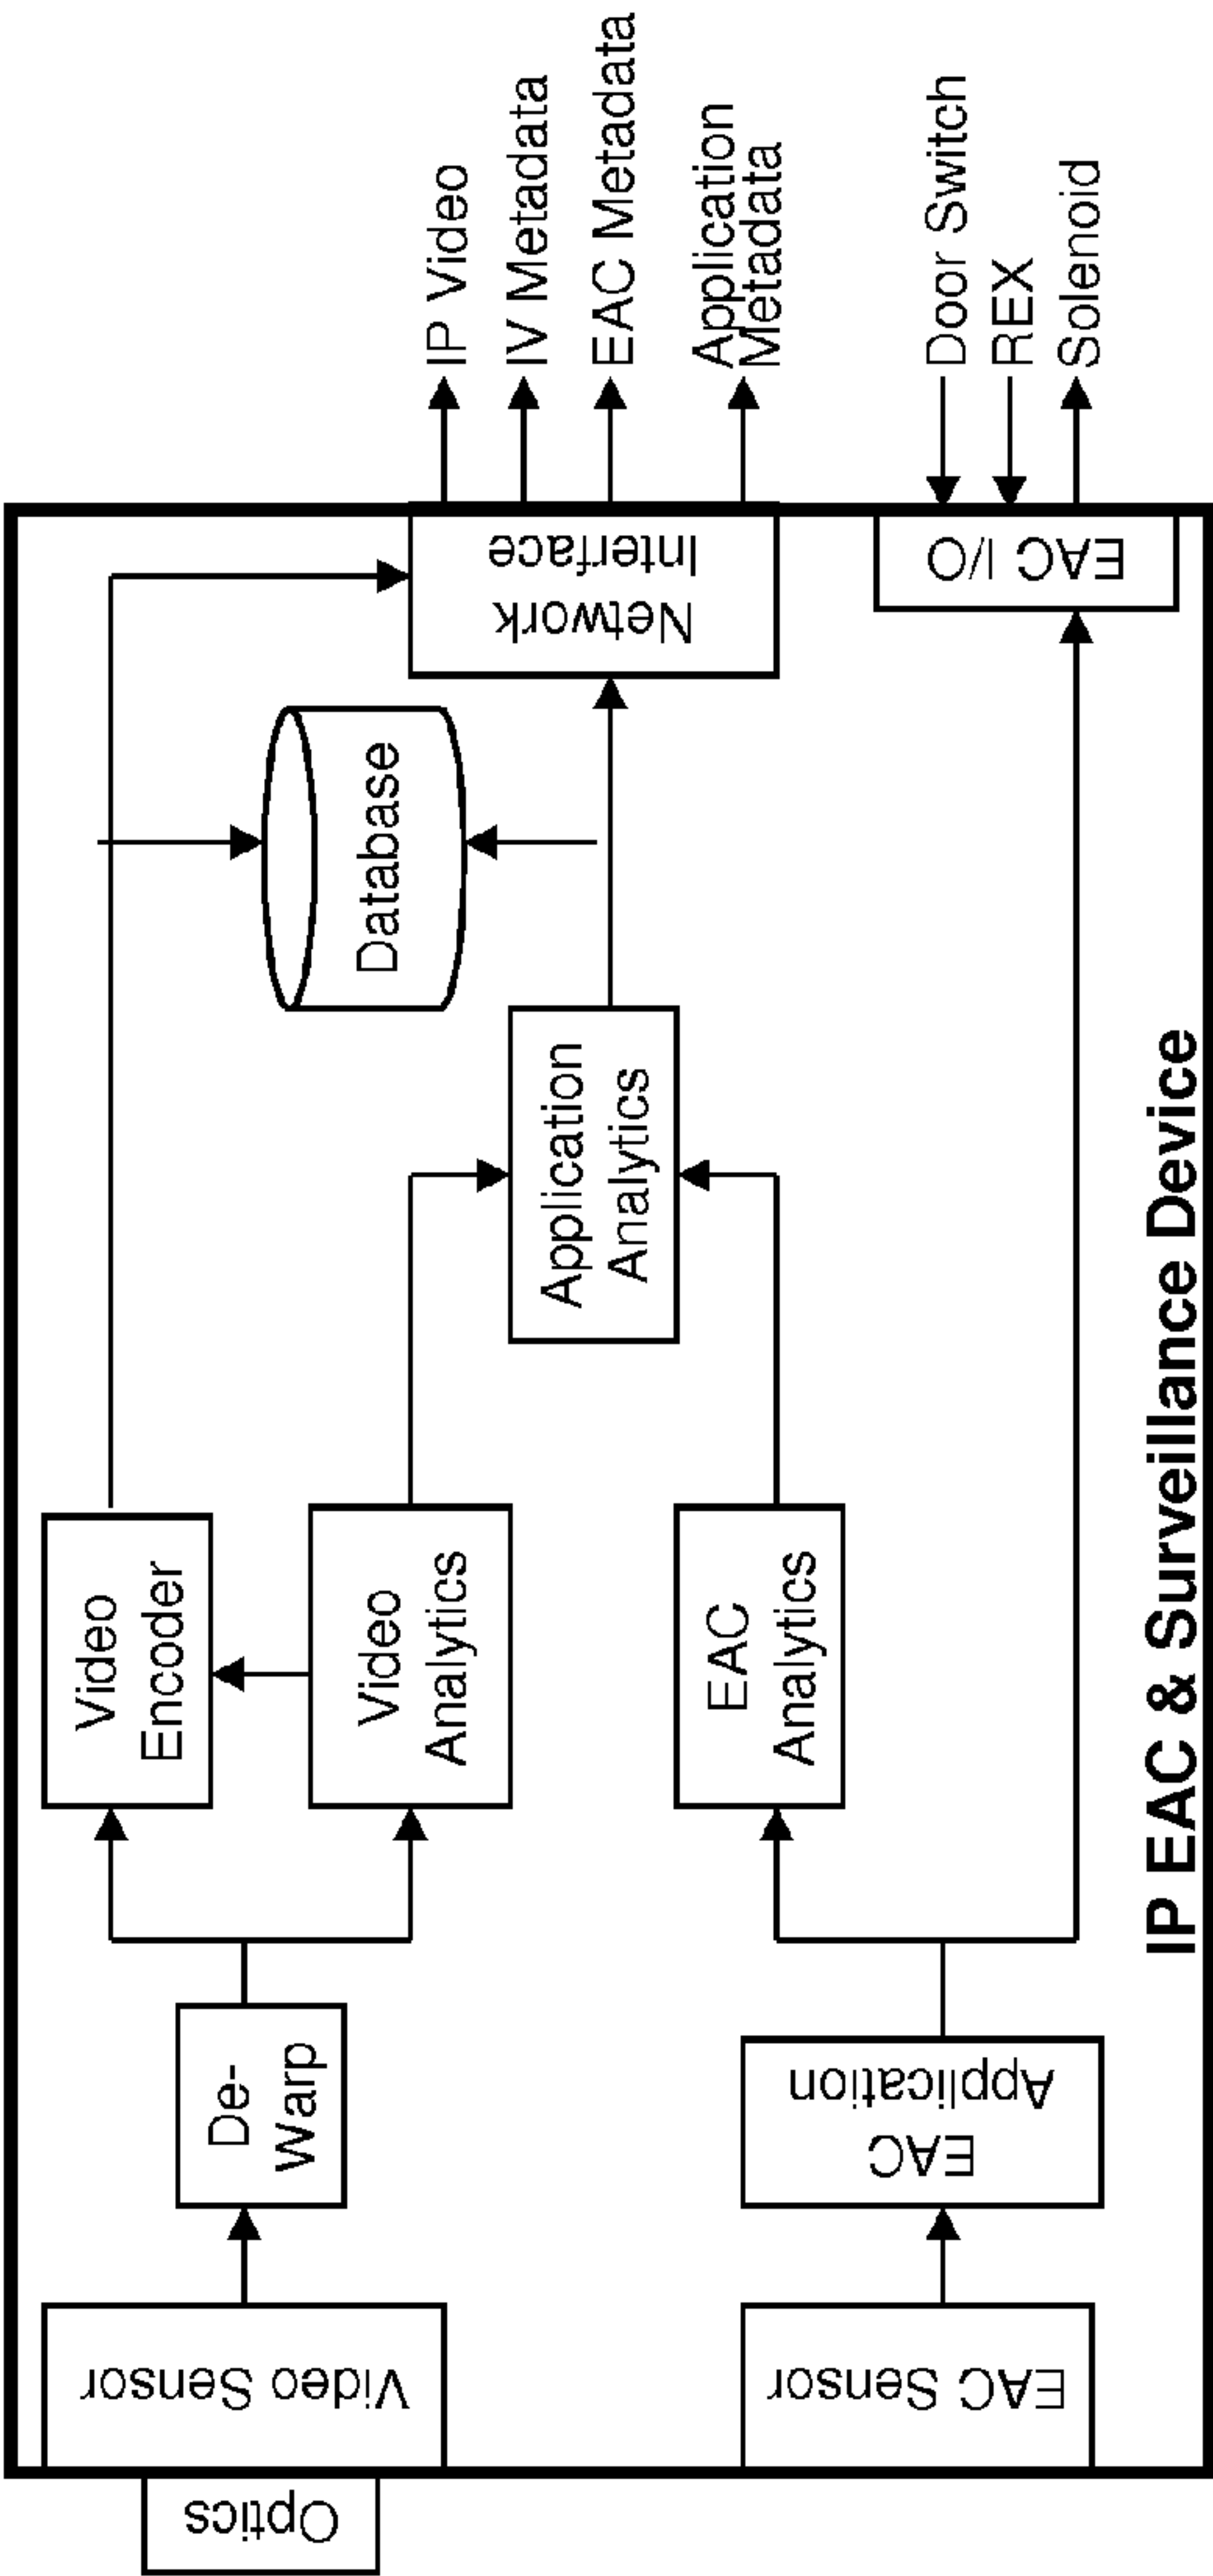 Optics
Video Sensor
De-
Warp
Video
Encoder
Video
Analytics
Application
Analytics
Database
Network
Interface
IP Video
IV Metadata
EAC Metadata
Application
Metadata
EAC Sensor
EAC
Application
EAC
Analytics
EAC I/O
Door Switch
REX
Solenoid
IP EAC & Surveillance Device